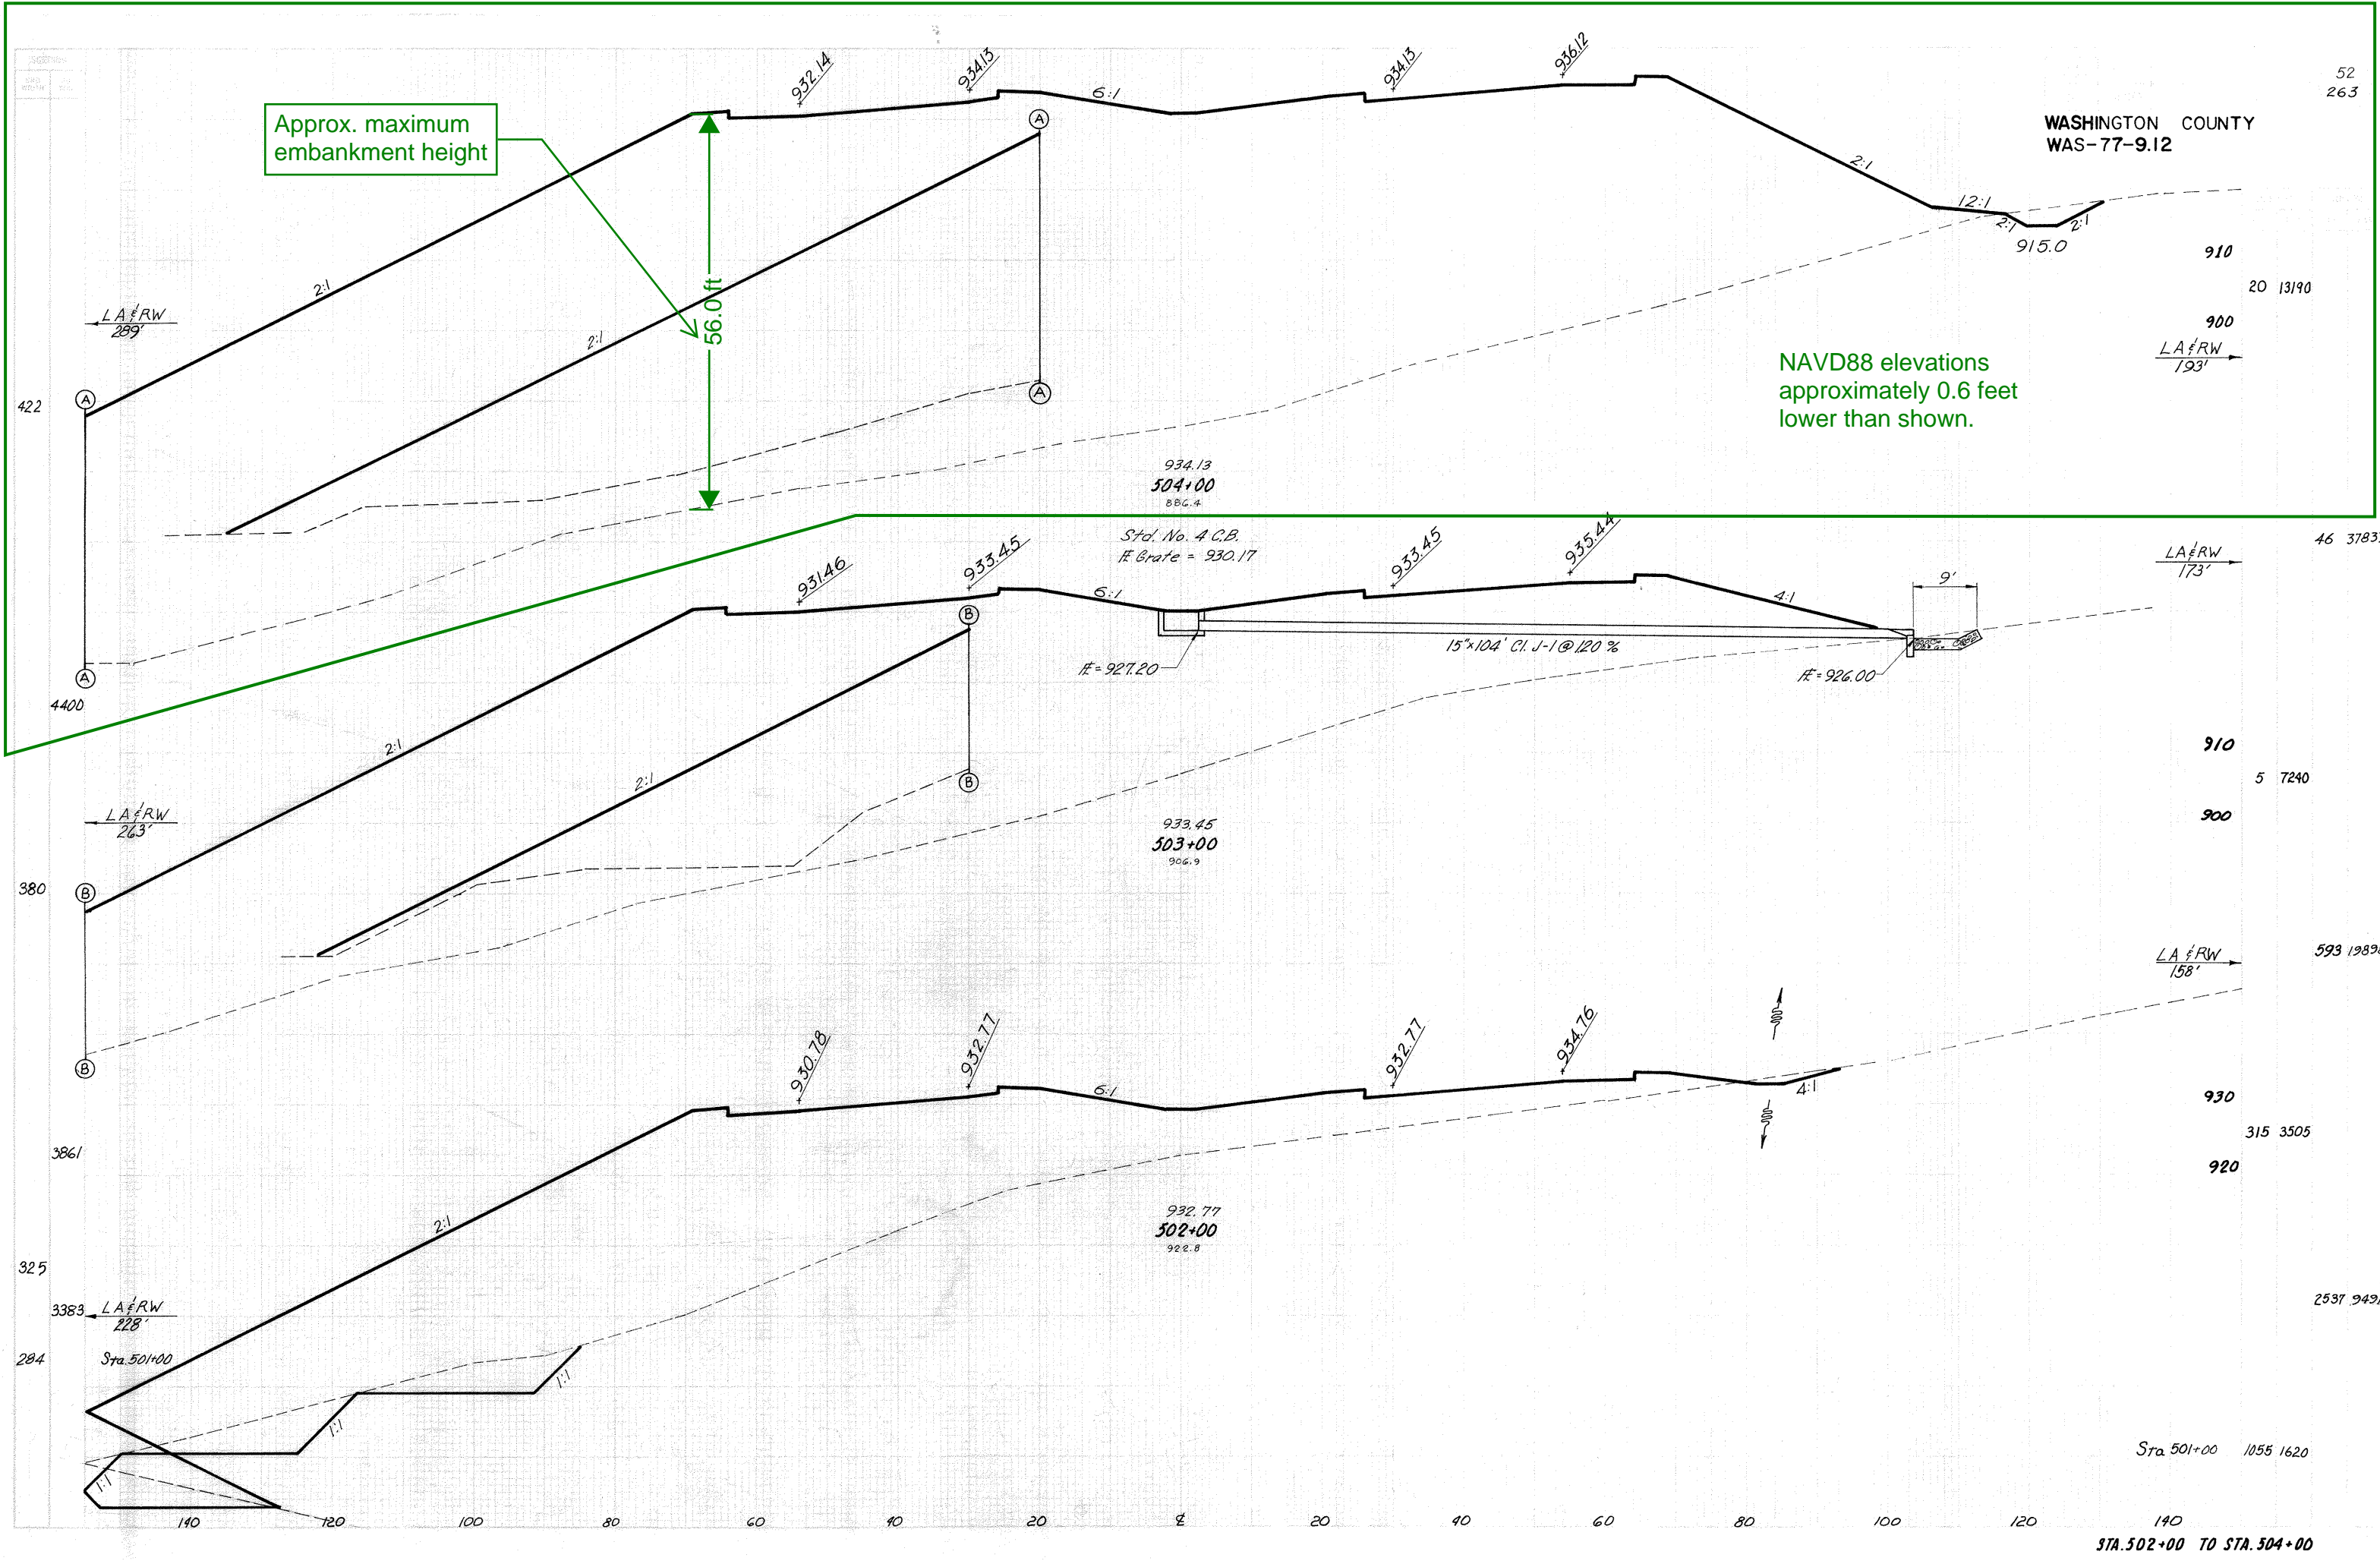 932.14
934.13
934.13
936.12
52
263
Approx. maximum
embankment height
6:1
A
WASHINGTON COUNTY
WAS-77-9.12
2:1
12:1
2:1
2:1
915.0
910
20 13190
2:1
56.0 ft
L A & RW
289'
2:1
900
L A & RW
193'
NAVD88 elevations
approximately 0.6 feet
lower than shown.
A
422
A
934.13
504+00
886.4
Std. No. 4 C.B.
Grate = 930.17
931.46
933.45
933.45
935.44
46 3783
L A & RW
173'
6:1
9'
4:1
B
15"x104' Cl. J-1 @ 1.20 %
= 927.20
= 926.00
A
4400
2:1
2:1
910
5 7240
B
L A & RW
263'
900
933.45
503+00
906.9
380
B
593 1989
L A & RW
158'
930.78
932.77
932.77
934.76
B
6:1
4:1
930
315 3505
3861
920
2:1
932.77
502+00
922.8
325
3383
L A & RW
228'
2537 949
284
Sta. 501+00
1:1
1:1
1:1
Sta 501+00 1055 1620
140 120 100 80 60 40 20 ℄ 20 40 60 80 100 120 140
STA. 502+00 TO STA. 504+00